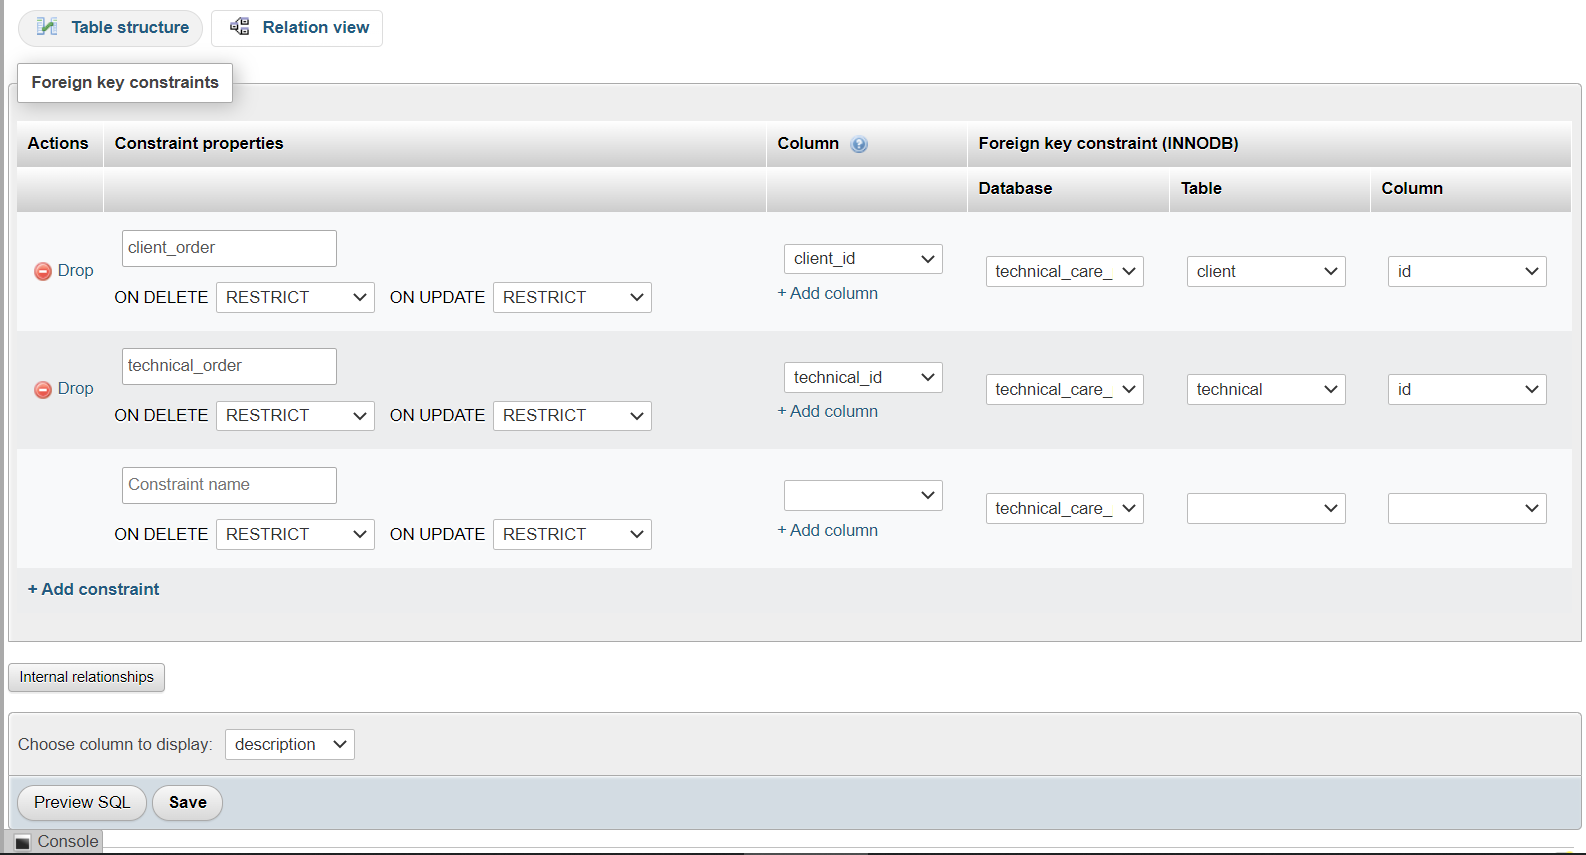 Table structure Relation view
Foreign key constraints
Actions Constraint properties Column Foreign key constraint (INNODB)
Database Table Column
client_order
Drop
ON DELETE RESTRICT ON UPDATE RESTRICT
client_id
+ Add column
technical_care_ client id
technical_order
Drop
ON DELETE RESTRICT ON UPDATE RESTRICT
technical_id
+ Add column
technical_care_ technical id
Constraint name
ON DELETE RESTRICT ON UPDATE RESTRICT
+ Add column
technical_care_
+ Add constraint
Internal relationships
Choose column to display: description
Preview SQL Save
Console